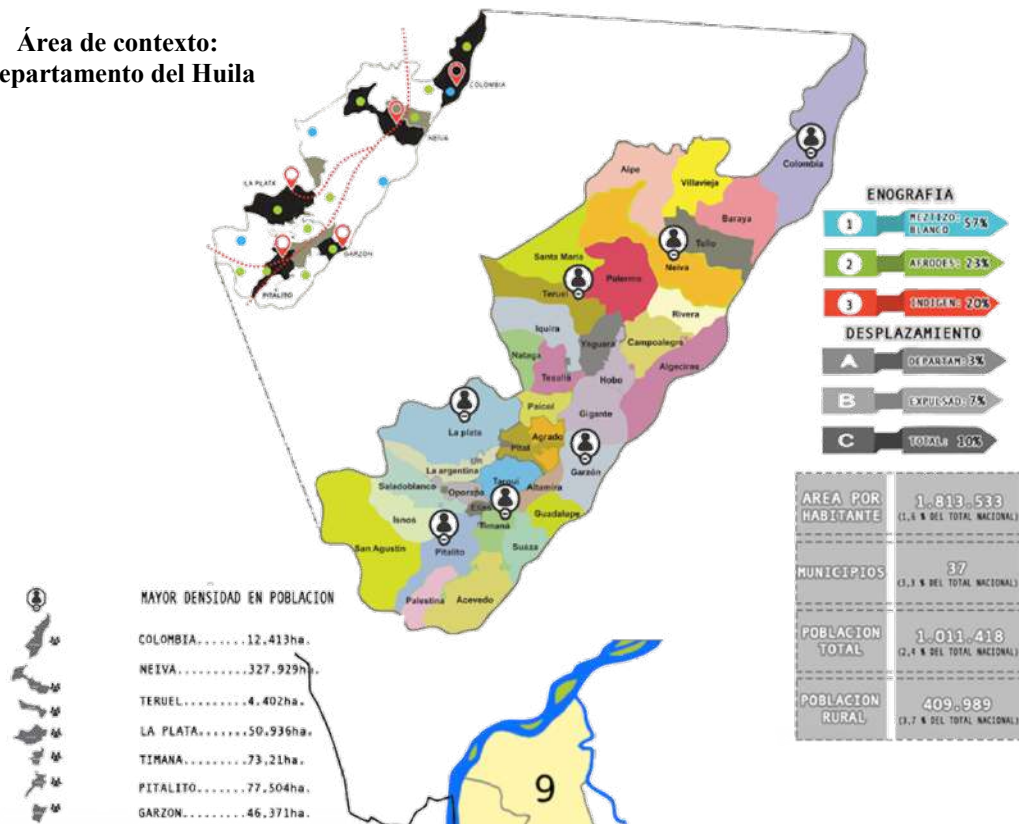 Área de contexto:
epartamento del Huila
COLOMBIA
NEIVA
LA PLATA
GARZON
PITALITO
Colombia
Aipe
Villavieja
Baraya
Tello
Neiva
Santa María
Palermo
Teruel
Rivera
Iquira
Yaguara
Campoalegre
Nataga
Tesalia
Hobo
Algeciras
Paicol
Gigante
La plata
Agrado
Pital
Garzón
La argentina
Tarqui
Altamira
Saladoblanco
Oporapa
Elias
Guadalupe
Isnos
Timaná
Pitalito
San Agustín
Suaza
Palestina
Acevedo
ENOGRAFIA
1 MEZTIZO: BLANCO 57%
2 AFRODES: 23%
3 INDIGEN: 20%
DESPLAZAMIENTO
A DEPARTAM: 3%
B EXPULSAD: 7%
C TOTAL: 10%
AREA POR HABITANTE
1.813.533
(1,6 % DEL TOTAL NACIONAL)
MUNICIPIOS
37
(3,3 % DEL TOTAL NACIONAL)
POBLACION TOTAL
1.011.418
(2,4 % DEL TOTAL NACIONAL)
POBLACION RURAL
409.989
(3,7 % DEL TOTAL NACIONAL)
MAYOR DENSIDAD EN POBLACION
COLOMBIA.......12.413ha.
NEIVA..........327.929ha.
TERUEL.........4.402ha.
LA PLATA.......50.936ha.
TIMANA.........73,21ha.
PITALITO.......77.504ha.
GARZON.........46.371ha.
9